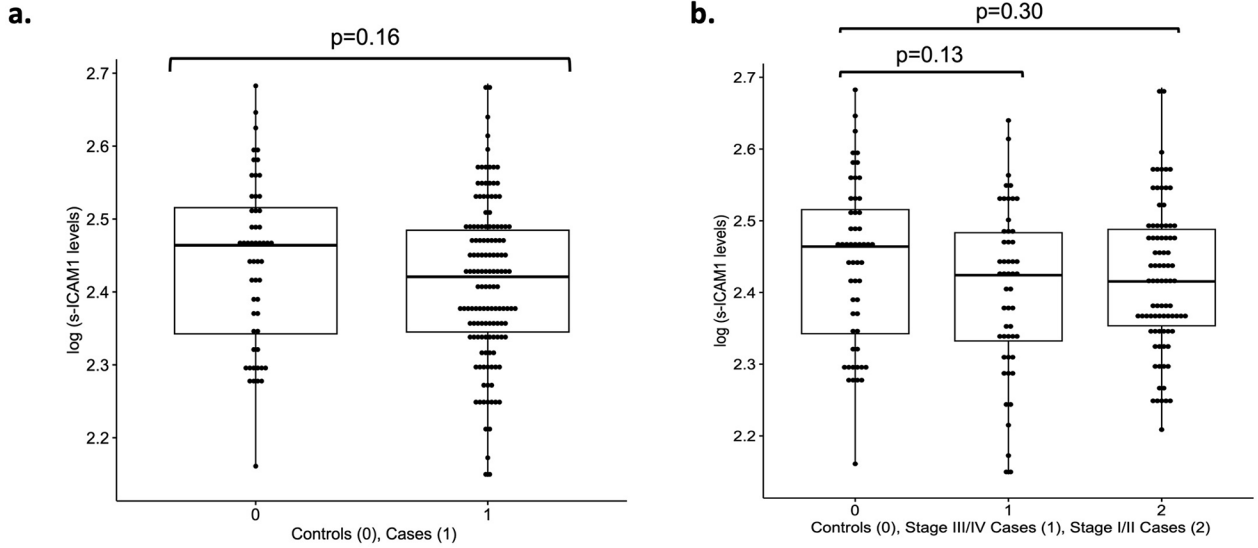 a.
p=0.16
2.7
2.6
2.5
2.4
2.3
2.2
log (s-ICAM1 levels)
0 1
Controls (0), Cases (1)
b.
p=0.30
p=0.13
2.7
2.6
2.5
2.4
2.3
2.2
log (s-ICAM1 levels)
0 1 2
Controls (0), Stage III/IV Cases (1), Stage I/II Cases (2)